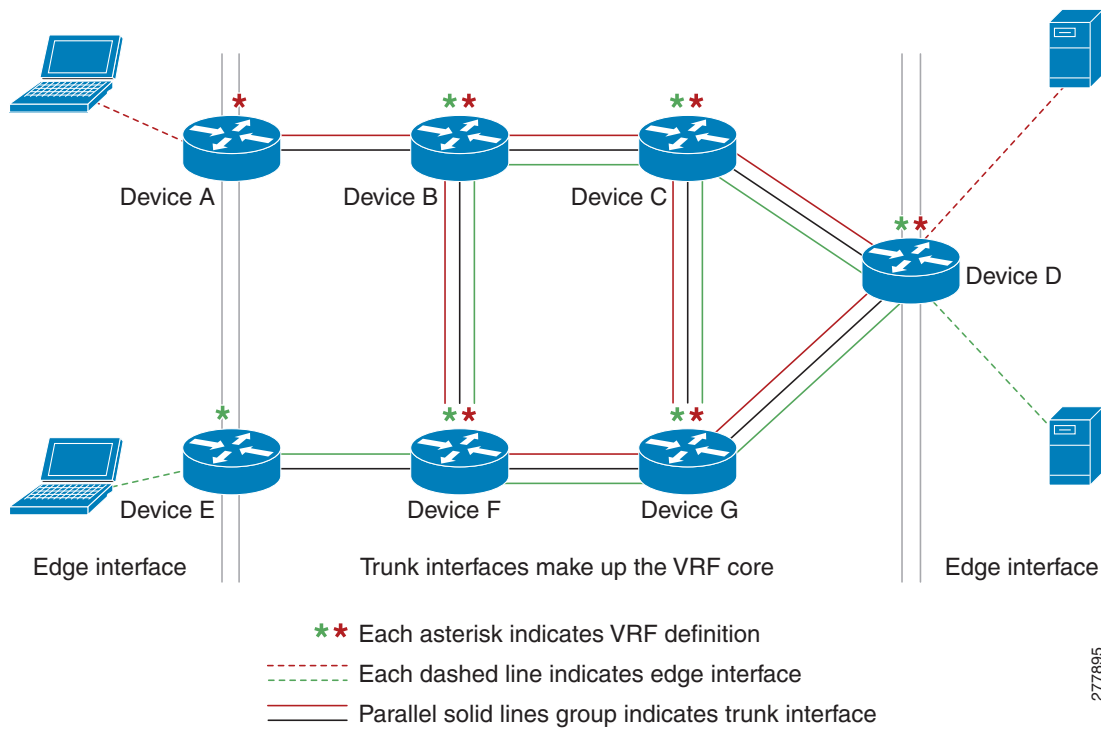 Device A
Device B
Device C
Device D
Device E
Device F
Device G
Edge interface
Trunk interfaces make up the VRF core
Edge interface
** Each asterisk indicates VRF definition
Each dashed line indicates edge interface
Parallel solid lines group indicates trunk interface
277895